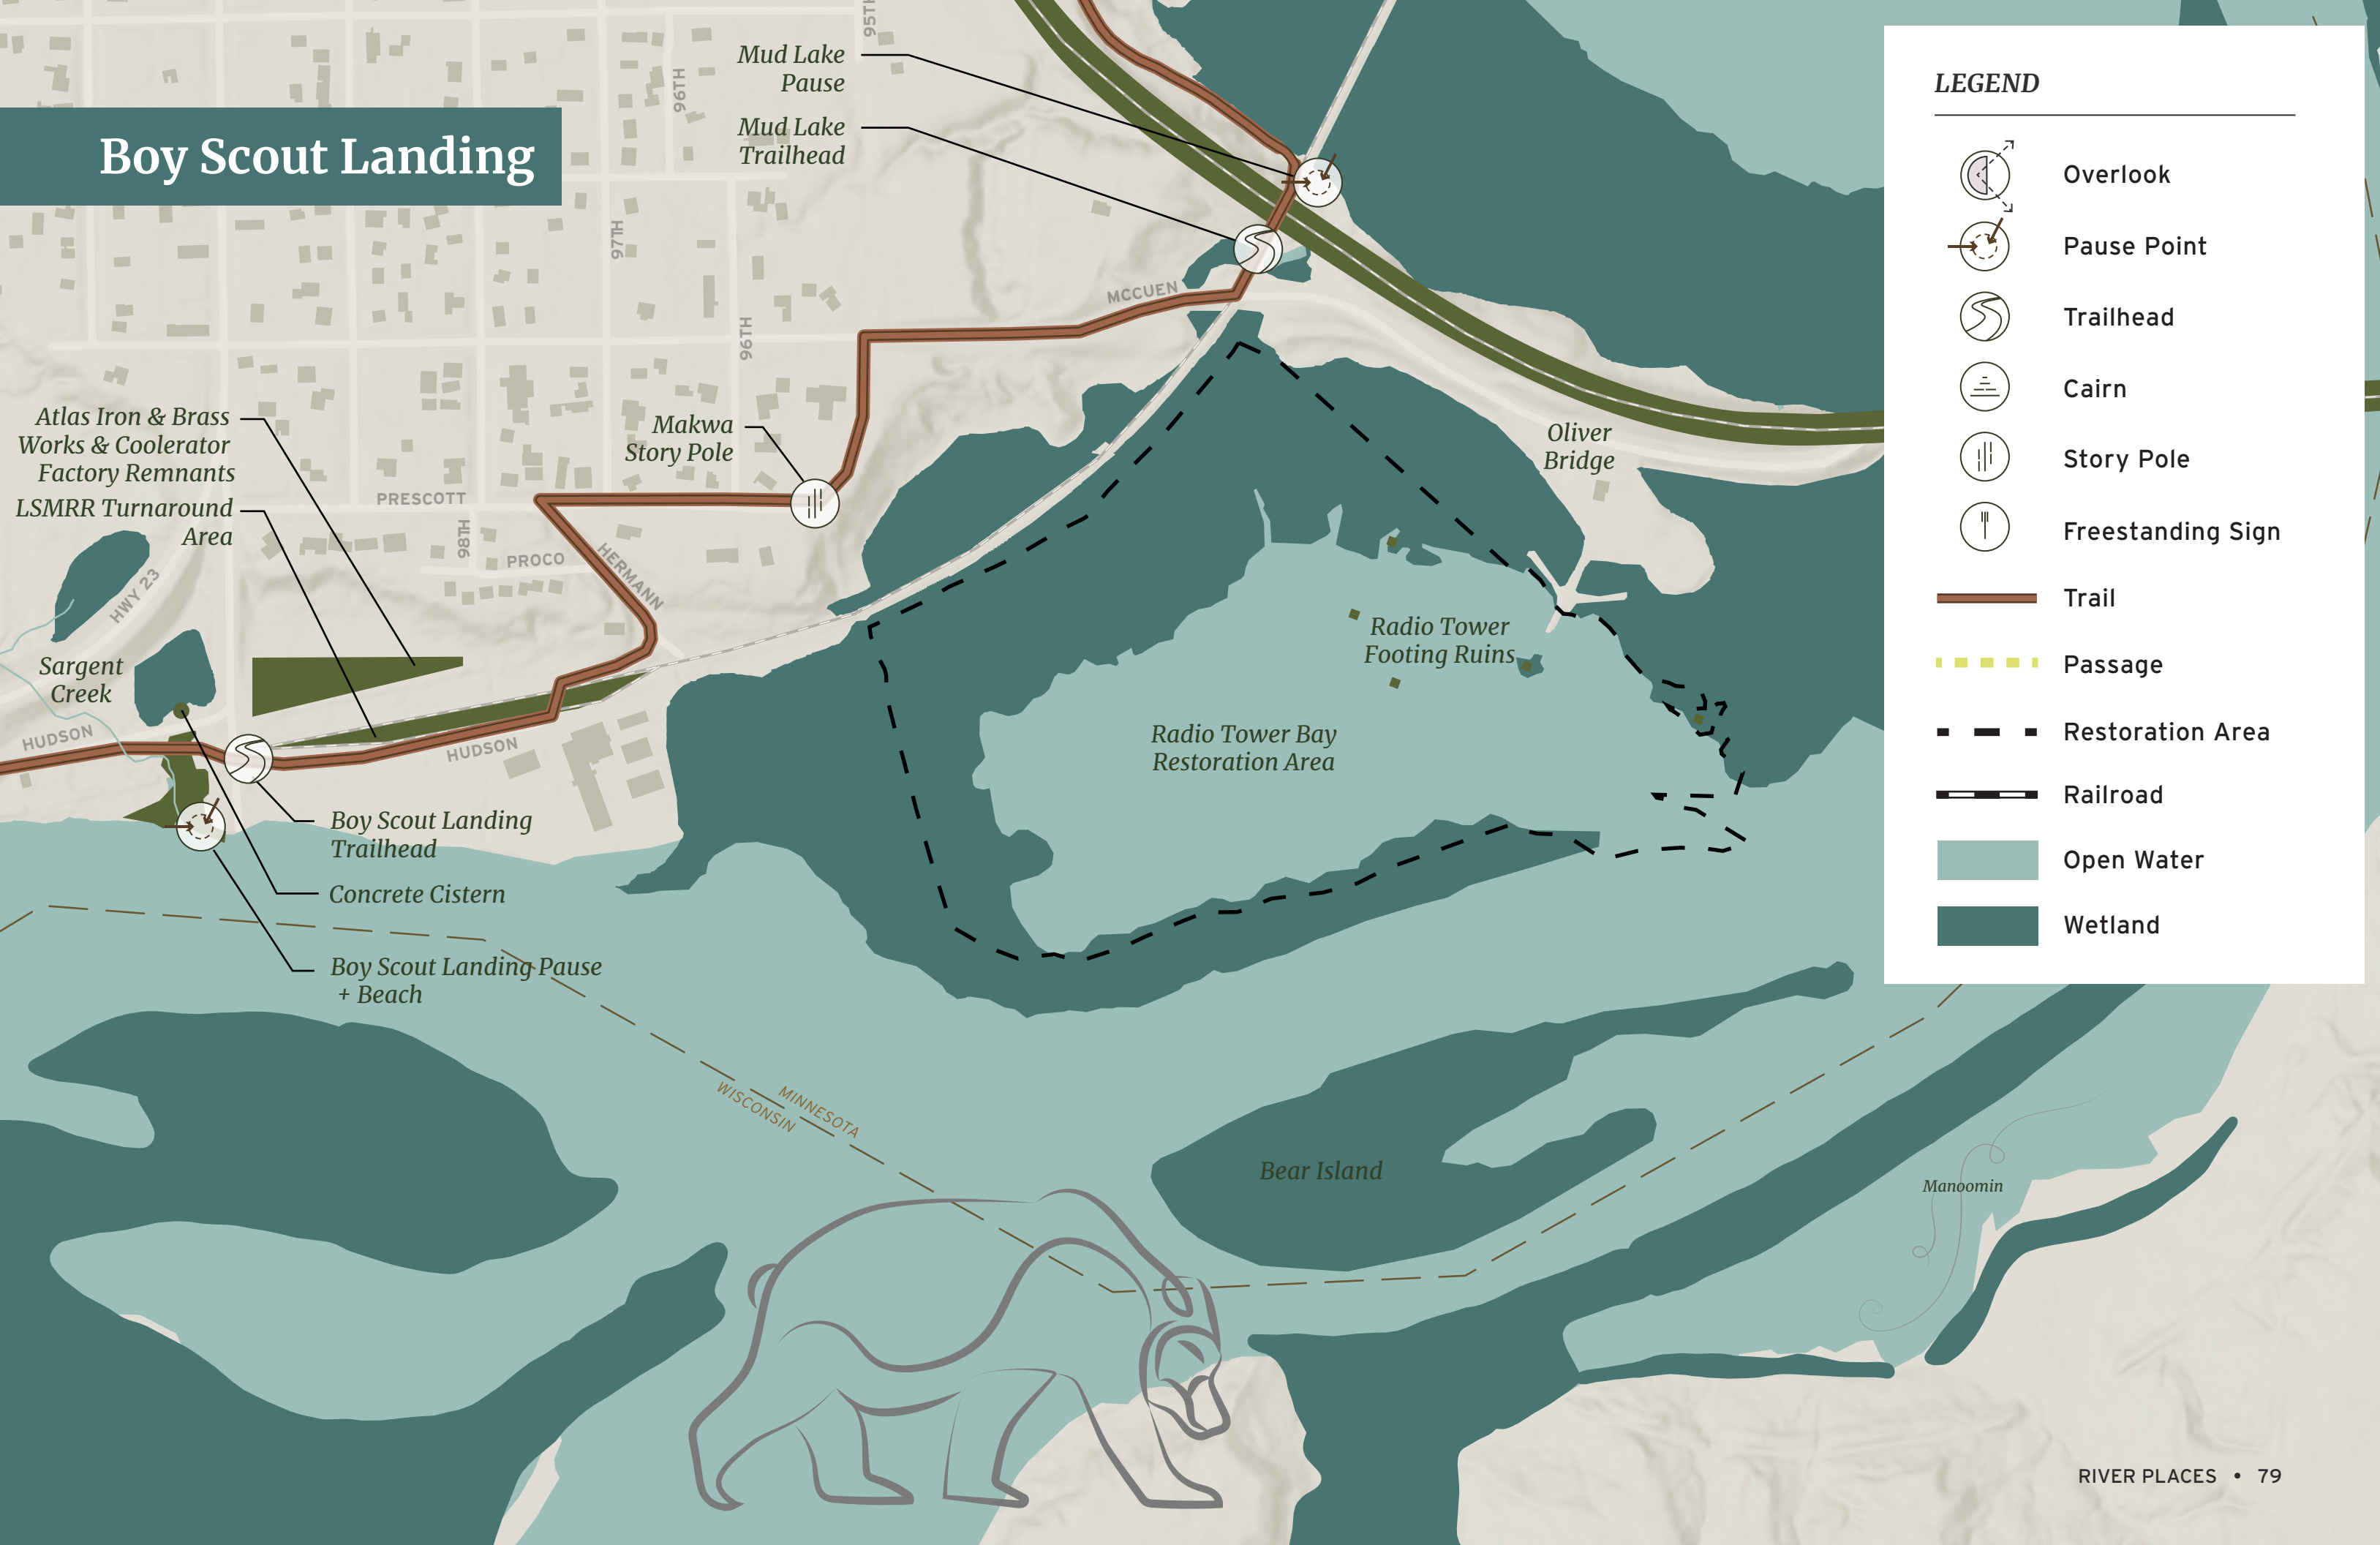 Boy Scout Landing
95TH
96TH
97TH
96TH
Mud Lake
Pause
Mud Lake
Trailhead
MCCUEN
Atlas Iron & Brass
Works & Coolerator
Factory Remnants
LSMRR Turnaround
Area
Makwa
Story Pole
PRESCOTT
98TH
PROCO
HERMANN
HWY 23
Sargent
Creek
HUDSON
HUDSON
Oliver
Bridge
Radio Tower
Footing Ruins
Radio Tower Bay
Restoration Area
Boy Scout Landing
Trailhead
Concrete Cistern
Boy Scout Landing Pause
+ Beach
MINNESOTA
WISCONSIN
Bear Island
Manoomin
LEGEND
Overlook
Pause Point
Trailhead
Cairn
Story Pole
Freestanding Sign
Trail
Passage
Restoration Area
Railroad
Open Water
Wetland
RIVER PLACES • 79